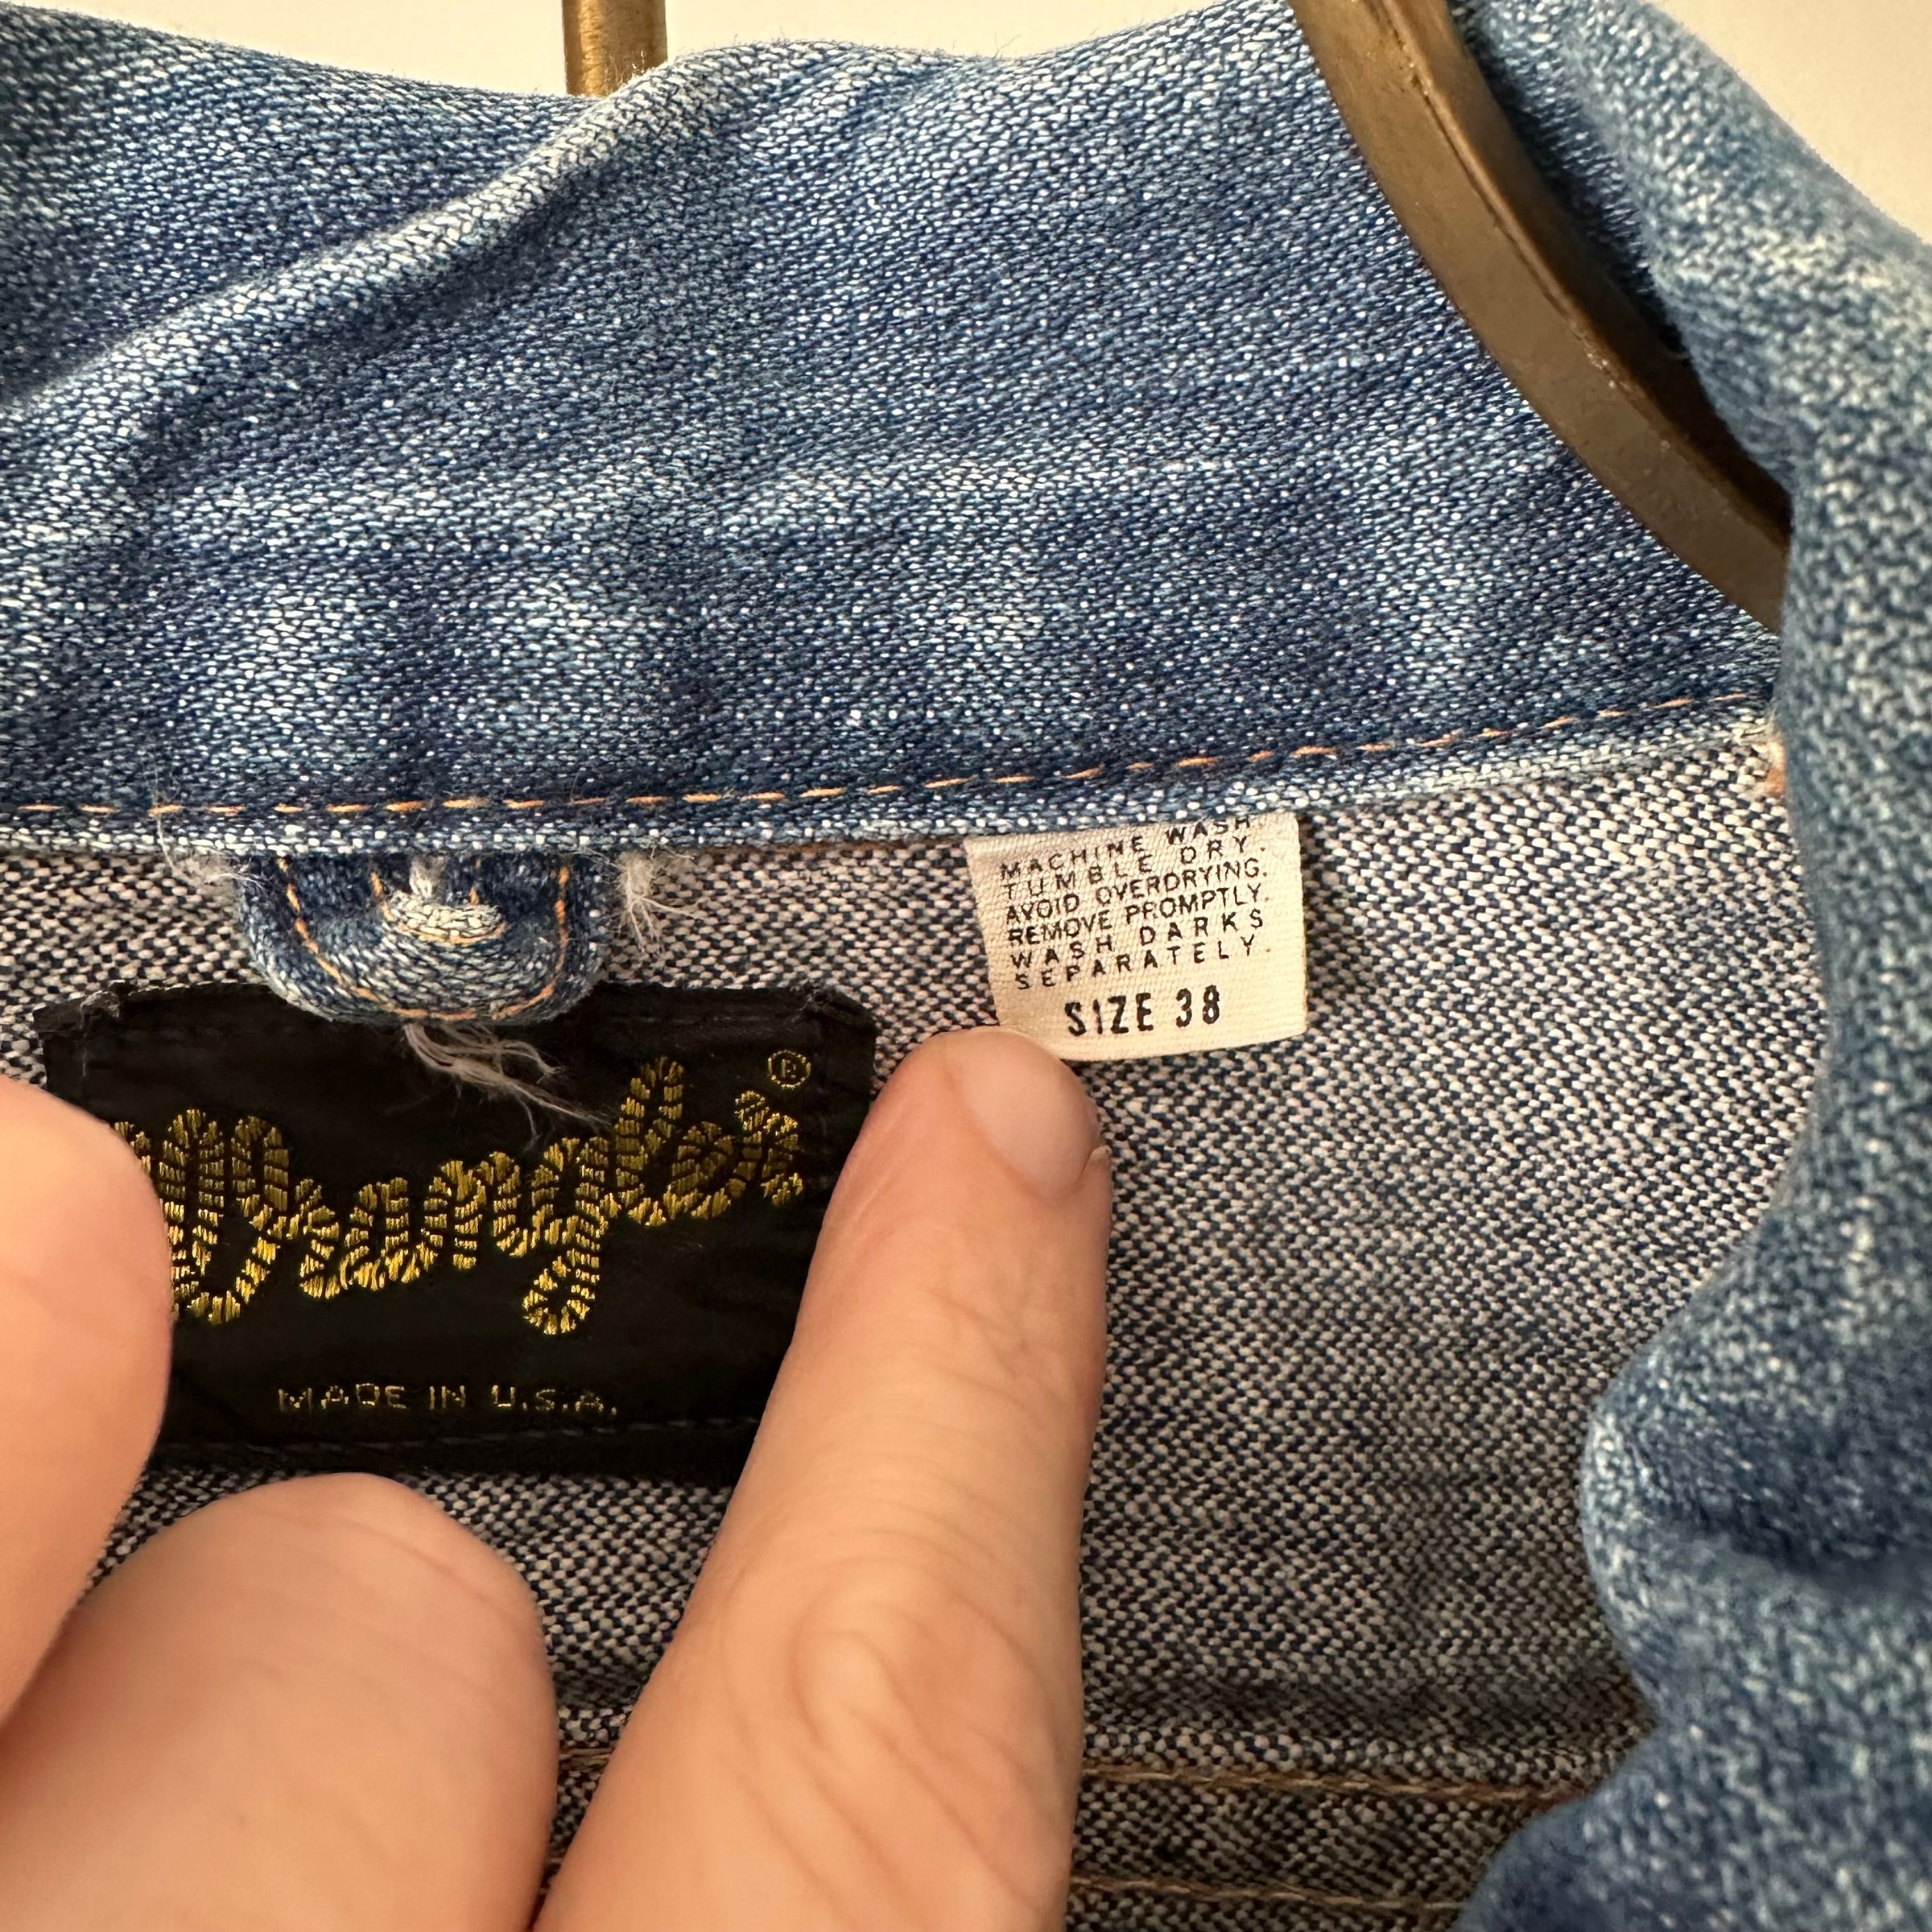 MACHINE WASH
TUMBLE DRY.
AVOID OVERDRYING.
REMOVE PROMPTLY.
WASH DARKS
SEPARATELY.
SIZE 38
Wrangler ®
MADE IN U.S.A.